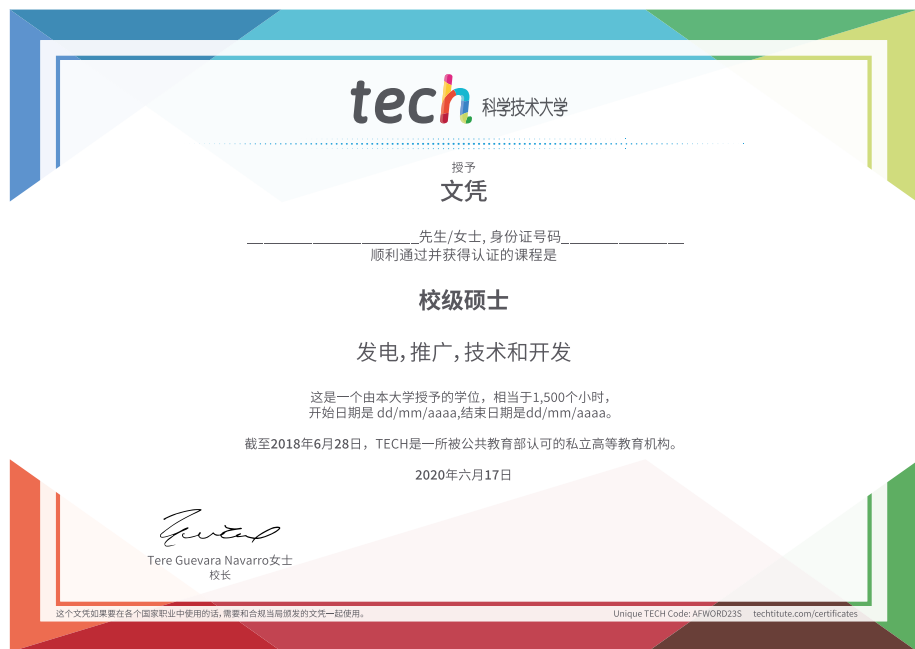 tech 科学技术大学
授予
文凭
_____________________先生/女士, 身份证号码_______________
顺利通过并获得认证的课程是
校级硕士
发电，推广，技术和开发
这是一个由本大学授予的学位，相当于1,500个小时，
开始日期是 dd/mm/aaaa,结束日期是dd/mm/aaaa。
截至2018年6月28日，TECH是一所被公共教育部认可的私立高等教育机构。
2020年六月17日
Tere Guevara Navarro女士
校长
这个文凭如果要在各个国家职业中使用的话,需要和合规当局颁发的文凭一起使用。
Unique TECH Code: AFWORD23S techtitute.com/certificates